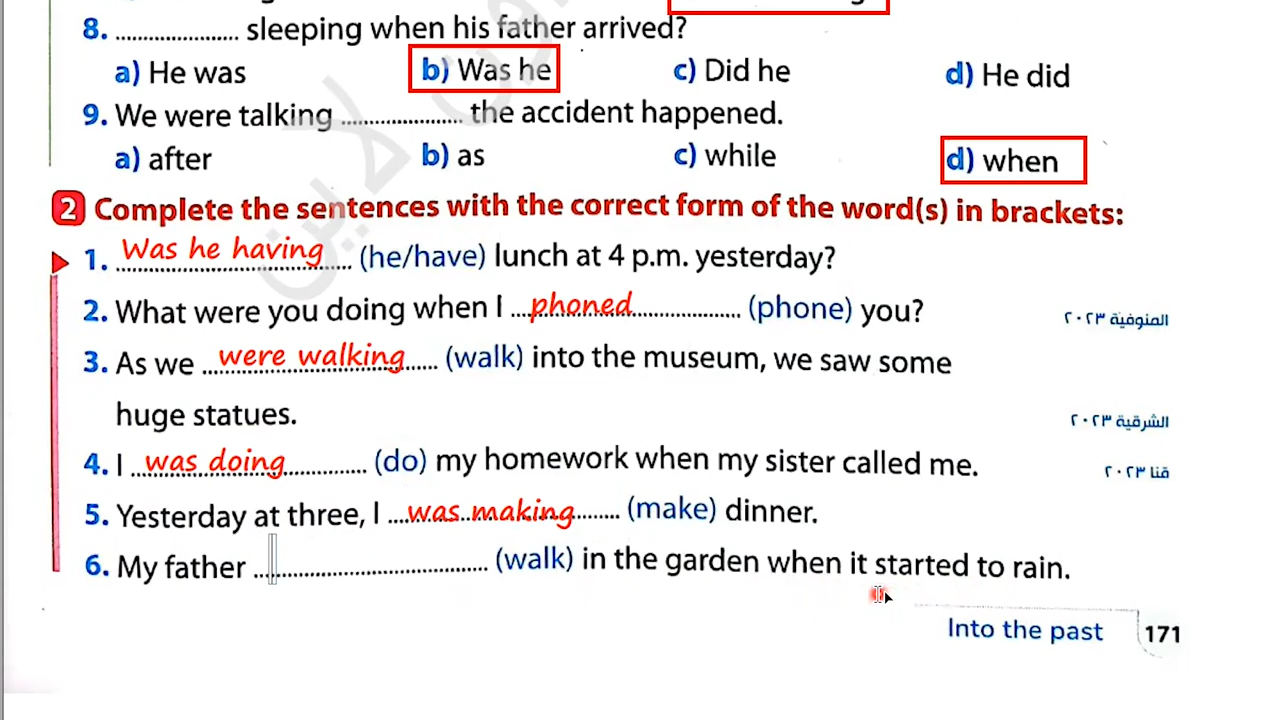 8. ...................... sleeping when his father arrived?
a) He was b) Was he c) Did he d) He did
9. We were talking ...................... the accident happened.
a) after b) as c) while d) when
2 Complete the sentences with the correct form of the word(s) in brackets:
1. Was he having (he/have) lunch at 4 p.m. yesterday?
2. What were you doing when I phoned (phone) you? المنوفية ٢٠٢٣
3. As we were walking (walk) into the museum, we saw some
huge statues. الشرقية ٢٠٢٣
4. I was doing (do) my homework when my sister called me. قنا ٢٠٢٣
5. Yesterday at three, I was making (make) dinner.
6. My father ...................... (walk) in the garden when it started to rain.
Into the past 171